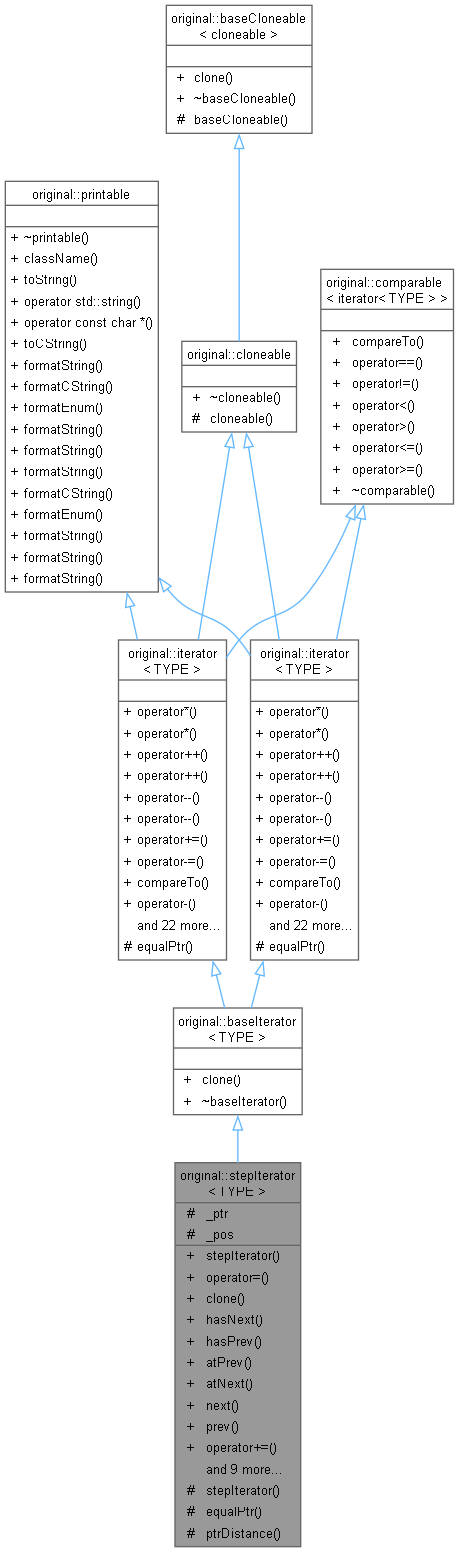 original::baseCloneable
< cloneable >
+ clone()
+ ~baseCloneable()
# baseCloneable()
original::printable
+ ~printable()
+ className()
+ toString()
+ operator std::string()
+ operator const char *()
+ toCString()
+ formatString()
+ formatCString()
+ formatEnum()
+ formatString()
+ formatString()
+ formatString()
+ formatCString()
+ formatEnum()
+ formatString()
+ formatString()
+ formatString()
original::comparable
< iterator< TYPE > >
+ compareTo()
+ operator==()
+ operator!=()
+ operator<()
+ operator>()
+ operator<=()
+ operator>=()
+ ~comparable()
original::cloneable
+ ~cloneable()
# cloneable()
original::iterator
< TYPE >
+ operator*()
+ operator*()
+ operator++()
+ operator++()
+ operator--()
+ operator--()
+ operator+=()
+ operator-=()
+ compareTo()
+ operator-()
and 22 more...
# equalPtr()
original::iterator
< TYPE >
+ operator*()
+ operator*()
+ operator++()
+ operator++()
+ operator--()
+ operator--()
+ operator+=()
+ operator-=()
+ compareTo()
+ operator-()
and 22 more...
# equalPtr()
original::baseIterator
< TYPE >
+ clone()
+ ~baseIterator()
original::stepIterator
< TYPE >
# _ptr
# _pos
+ stepIterator()
+ operator=()
+ clone()
+ hasNext()
+ hasPrev()
+ atPrev()
+ atNext()
+ next()
+ prev()
+ operator+=()
and 9 more...
# stepIterator()
# equalPtr()
# ptrDistance()